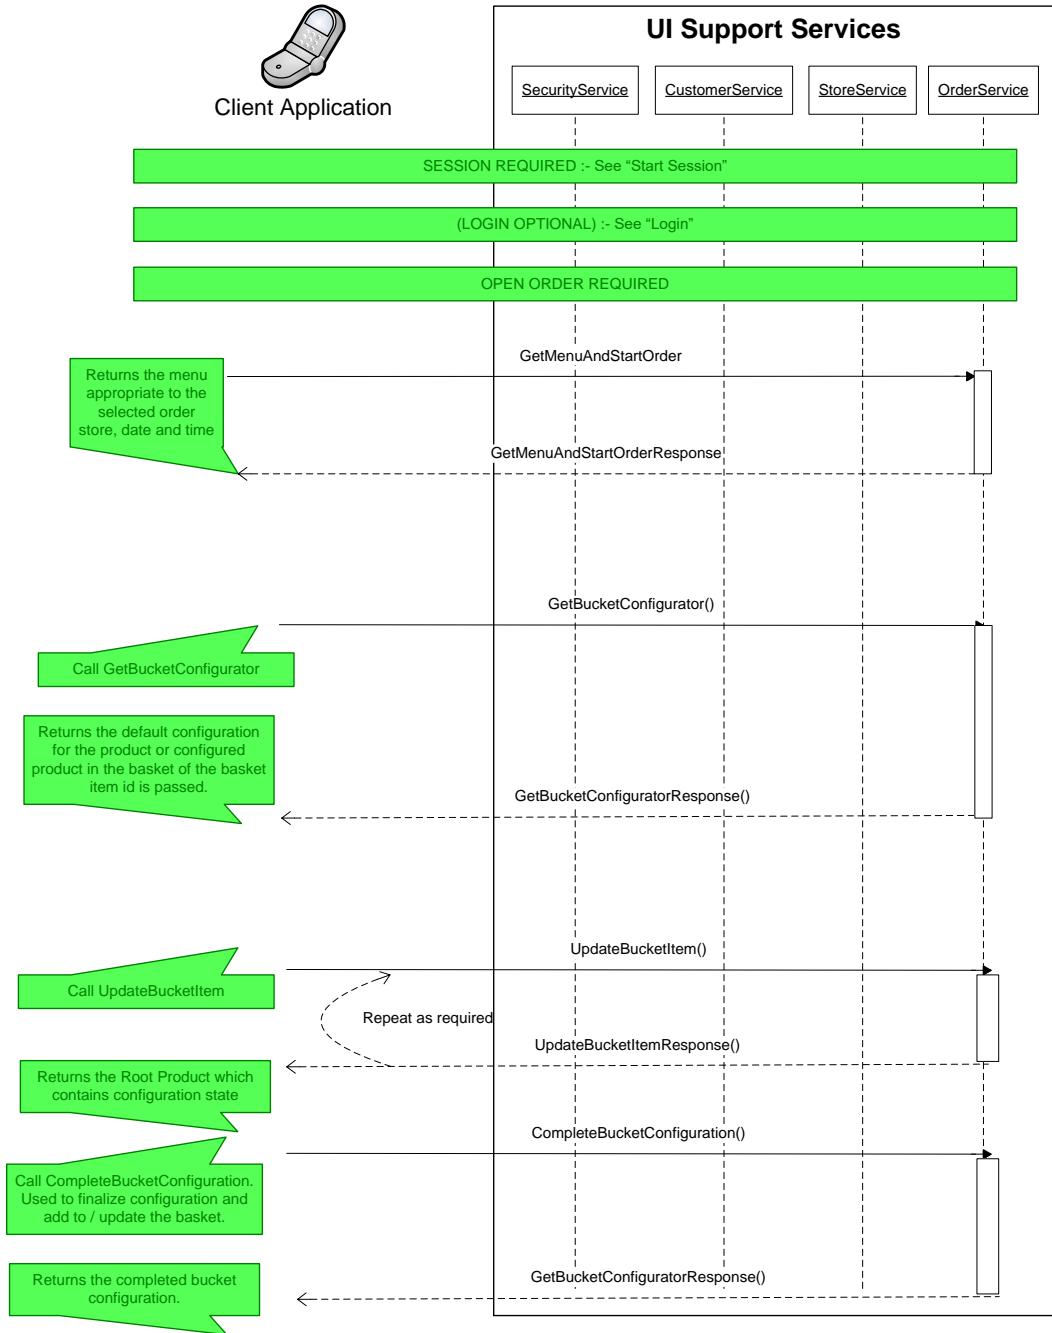 UI Support Services
Client Application
SecurityService
CustomerService
StoreService
OrderService
SESSION REQUIRED :- See “Start Session”
(LOGIN OPTIONAL) :- See “Login”
OPEN ORDER REQUIRED
GetMenuAndStartOrder
Returns the menu
appropriate to the
selected order
store, date and time
GetMenuAndStartOrderResponse
GetBucketConfigurator()
Call GetBucketConfigurator
Returns the default configuration
for the product or configured
product in the basket of the basket
item id is passed.
GetBucketConfiguratorResponse()
UpdateBucketItem()
Call UpdateBucketItem
Repeat as required
UpdateBucketItemResponse()
Returns the Root Product which
contains configuration state
CompleteBucketConfiguration()
Call CompleteBucketConfiguration.
Used to finalize configuration and
add to / update the basket.
GetBucketConfiguratorResponse()
Returns the completed bucket
configuration.